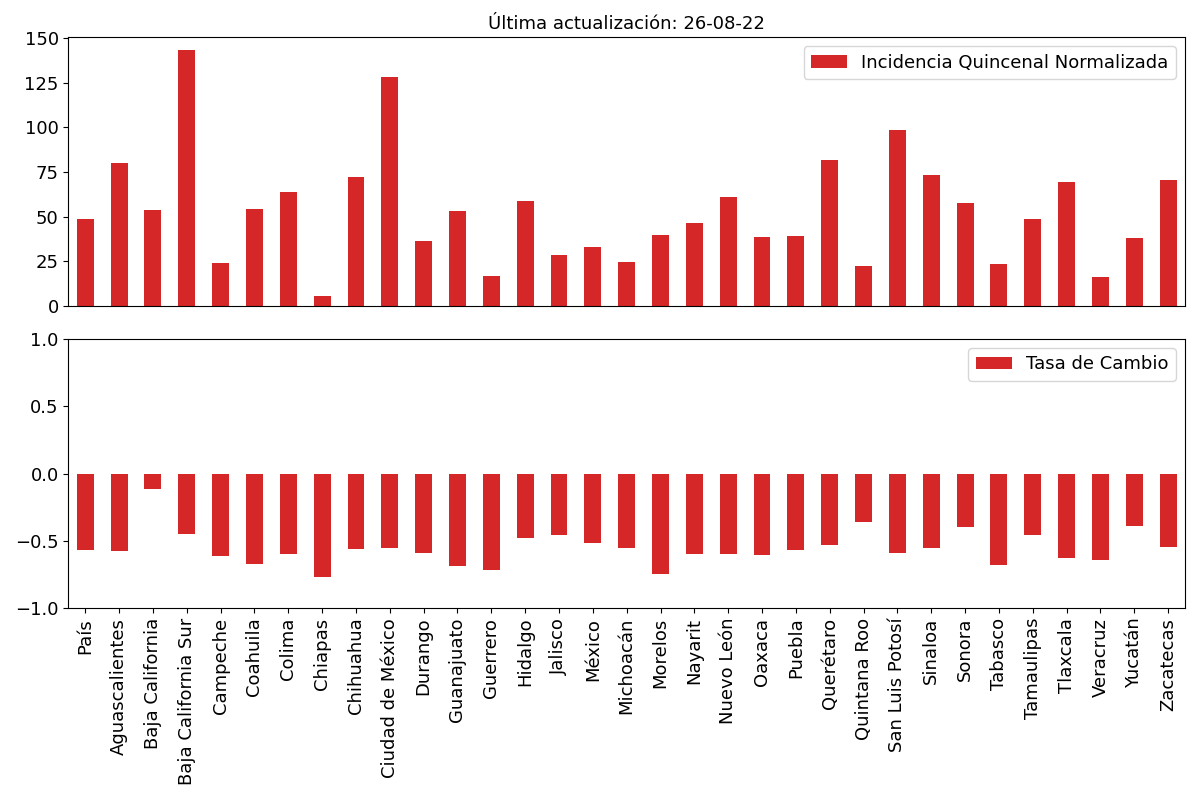 Última actualización: 26-08-22
150
125
100
75
50
25
0
Incidencia Quincenal Normalizada
1.0
0.5
0.0
−0.5
−1.0
Tasa de Cambio
País
Aguascalientes
Baja California
Baja California Sur
Campeche
Coahuila
Colima
Chiapas
Chihuahua
Ciudad de México
Durango
Guanajuato
Guerrero
Hidalgo
Jalisco
México
Michoacán
Morelos
Nayarit
Nuevo León
Oaxaca
Puebla
Querétaro
Quintana Roo
San Luis Potosí
Sinaloa
Sonora
Tabasco
Tamaulipas
Tlaxcala
Veracruz
Yucatán
Zacatecas